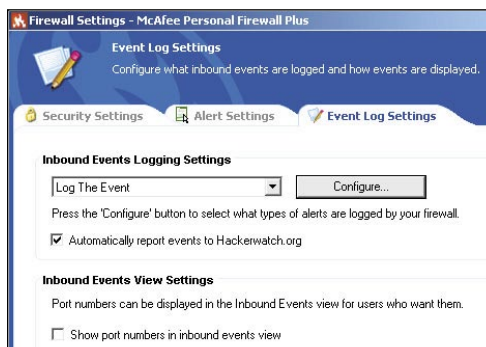 Firewall Settings - McAfee Personal Firewall Plus
Event Log Settings
Configure what inbound events are logged and how events are displayed.
Security Settings
Alert Settings
Event Log Settings
Inbound Events Logging Settings
Log The Event
Configure...
Press the 'Configure' button to select what types of alerts are logged by your firewall.
Automatically report events to Hackerwatch.org
Inbound Events View Settings
Port numbers can be displayed in the Inbound Events view for users who want them.
Show port numbers in inbound events view